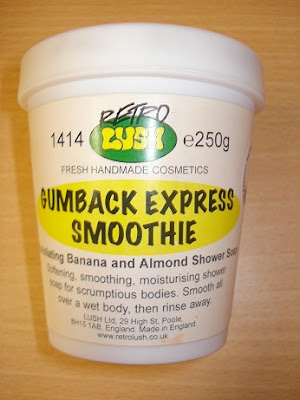 RETRO
LUSH
1414 e250g
FRESH HANDMADE COSMETICS
GUMBACK EXPRESS
SMOOTHIE
Banana and Almond Shower
Softening, smoothing, moisturising shower
soap for scrumptious bodies. Smooth all
over a wet body, then rinse away.
LUSH Ltd, 29 High St, Poole,
BH15 1AB, England. Made in England.
www.retrolush.co.uk